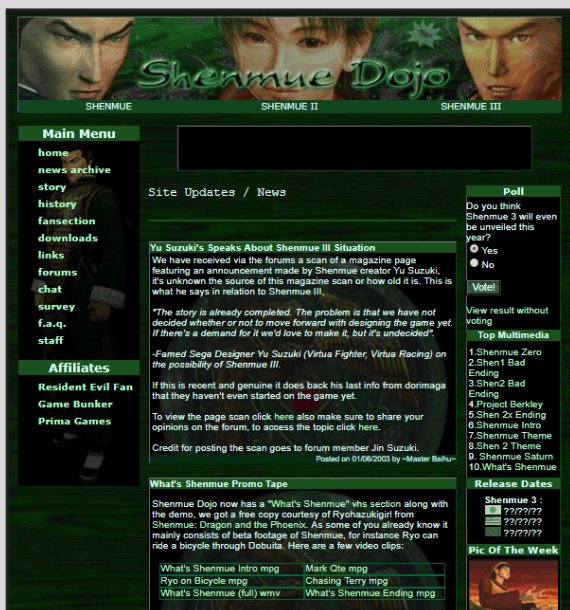 Shenmue Dojo
SHENMUE
SHENMUE II
SHENMUE III
Main Menu
home
news archive
story
history
fansection
downloads
links
forums
chat
survey
f.a.q.
staff
Affiliates
Resident Evil Fan
Game Bunker
Prima Games
Site Updates / News
Yu Suzuki's Speaks About Shenmue III Situation
We have received via the forums a scan of a magazine page
featuring an announcement made by Shenmue creator Yu Suzuki,
it's unknown the source of this magazine scan or how old it is. This is
what he says in relation to Shenmue III,
"The story is already completed. The problem is that we have not
decided whether or not to move forward with designing the game yet.
If there's a demand for it we'd love to make it, but it's undecided".
-Famed Sega Designer Yu Suzuki (Virtua Fighter, Virtua Racing) on
the possibility of Shenmue III.
If this is recent and genuine it does back his last info from dorimaga
that they haven't even started on the game yet.
To view the page scan click here also make sure to share your
opinions on the forum, to access the topic click here.
Credit for posting the scan goes to forum member Jin Suzuki.
Posted on 01/06/2003 by ~Master Baihu~
What's Shenmue Promo Tape
Shenmue Dojo now has a "What's Shenmue" vhs section along with
the demo, we got a free copy courtesy of Ryohazukigirl from
Shenmue: Dragon and the Phoenix. As some of you already know it
mainly consists of beta footage of Shenmue, for instance Ryo can
ride a bicycle through Dobuita. Here are a few video clips:
What's Shenmue Intro mpg
Mark Qte mpg
Ryo on Bicycle mpg
Chasing Terry mpg
What's Shenmue (full) wmv
What's Shenmue Ending mpg
Poll
Do you think
Shenmue 3 will even
be unveiled this
year?
Yes
No
Vote!
View result without
voting
Top Multimedia
1.Shenmue Zero
2.Shen1 Bad
Ending
3.Shen2 Bad
Ending
4.Project Berkley
5.Shen 2x Ending
6.Shenmue Intro
7.Shenmue Theme
8.Shen 2 Theme
9. Shenmue Saturn
10.What's Shenmue
Release Dates
Shenmue 3 :
??/??/??
??/??/??
??/??/??
Pic Of The Week